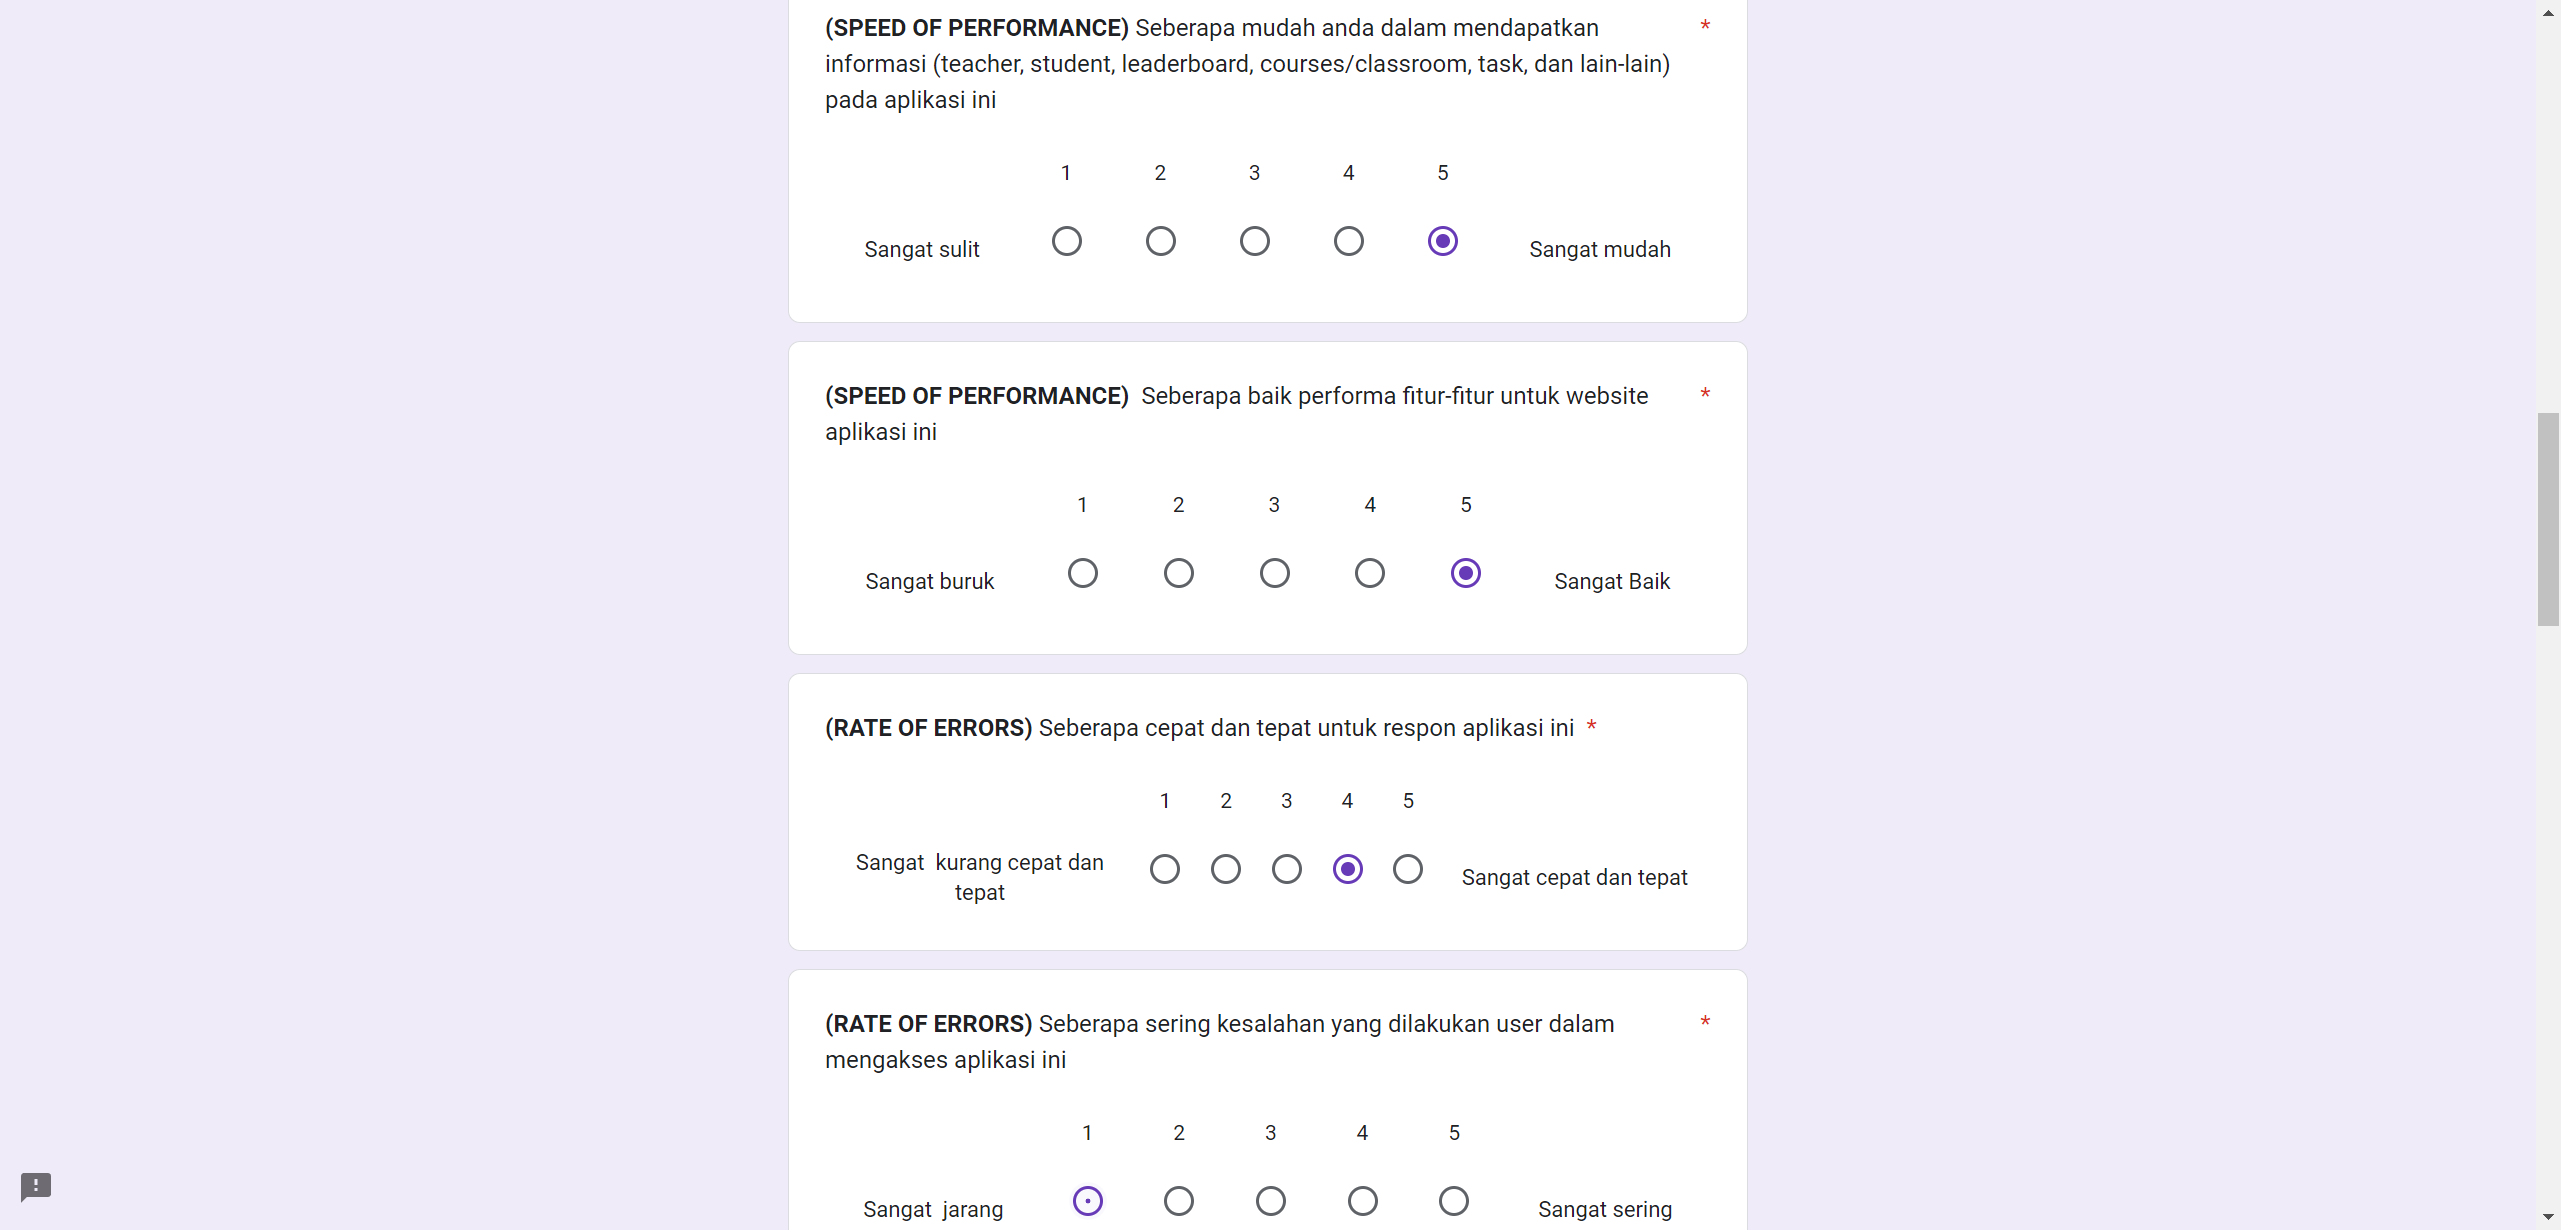 (SPEED OF PERFORMANCE) Seberapa mudah anda dalam mendapatkan *
informasi (teacher, student, leaderboard, courses/classroom, task, dan lain-lain)
pada aplikasi ini
1 2 3 4 5
Sangat sulit Sangat mudah
(SPEED OF PERFORMANCE)  Seberapa baik performa fitur-fitur untuk website *
aplikasi ini
1 2 3 4 5
Sangat buruk Sangat Baik
(RATE OF ERRORS) Seberapa cepat dan tepat untuk respon aplikasi ini *
1 2 3 4 5
Sangat  kurang cepat dan
tepat
Sangat cepat dan tepat
(RATE OF ERRORS) Seberapa sering kesalahan yang dilakukan user dalam *
mengakses aplikasi ini
1 2 3 4 5
Sangat  jarang Sangat sering